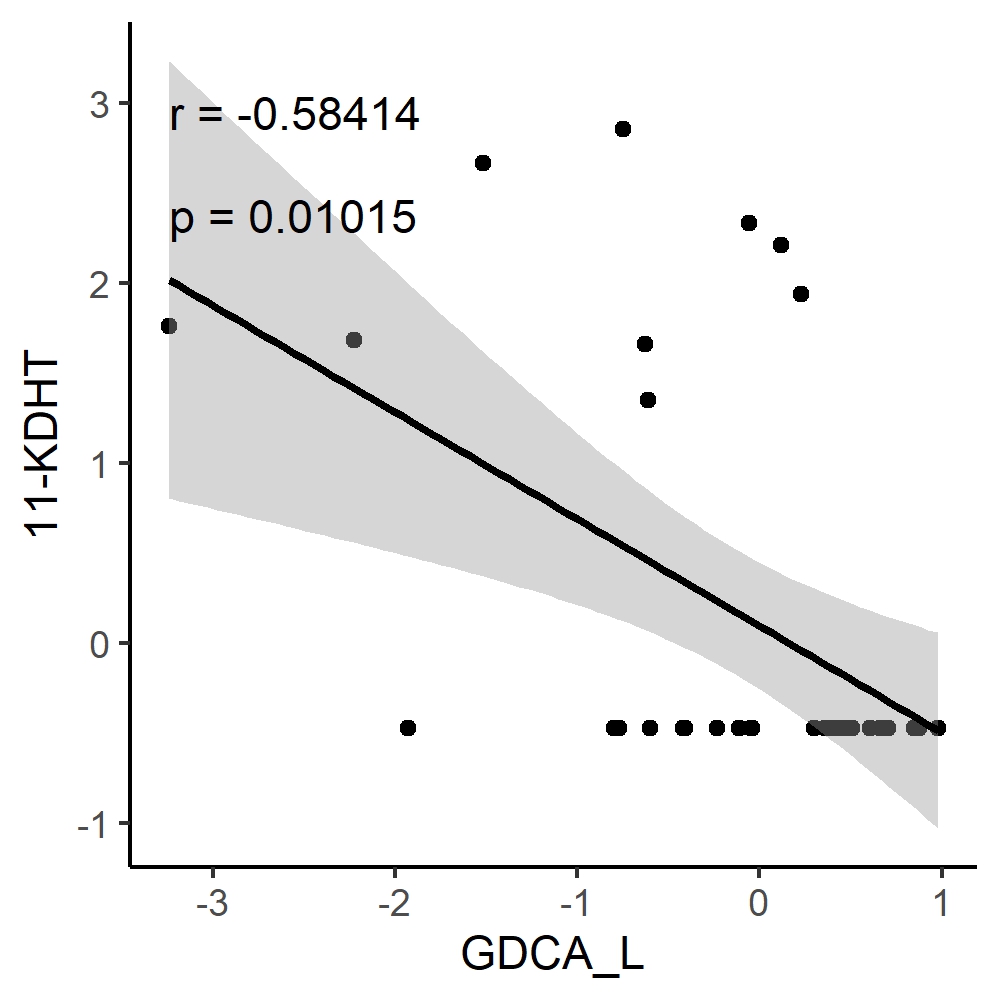 r = -0.58414
p = 0.01015
3
2
1
0
-1
11-KDHT
-3 -2 -1 0 1
GDCA_L